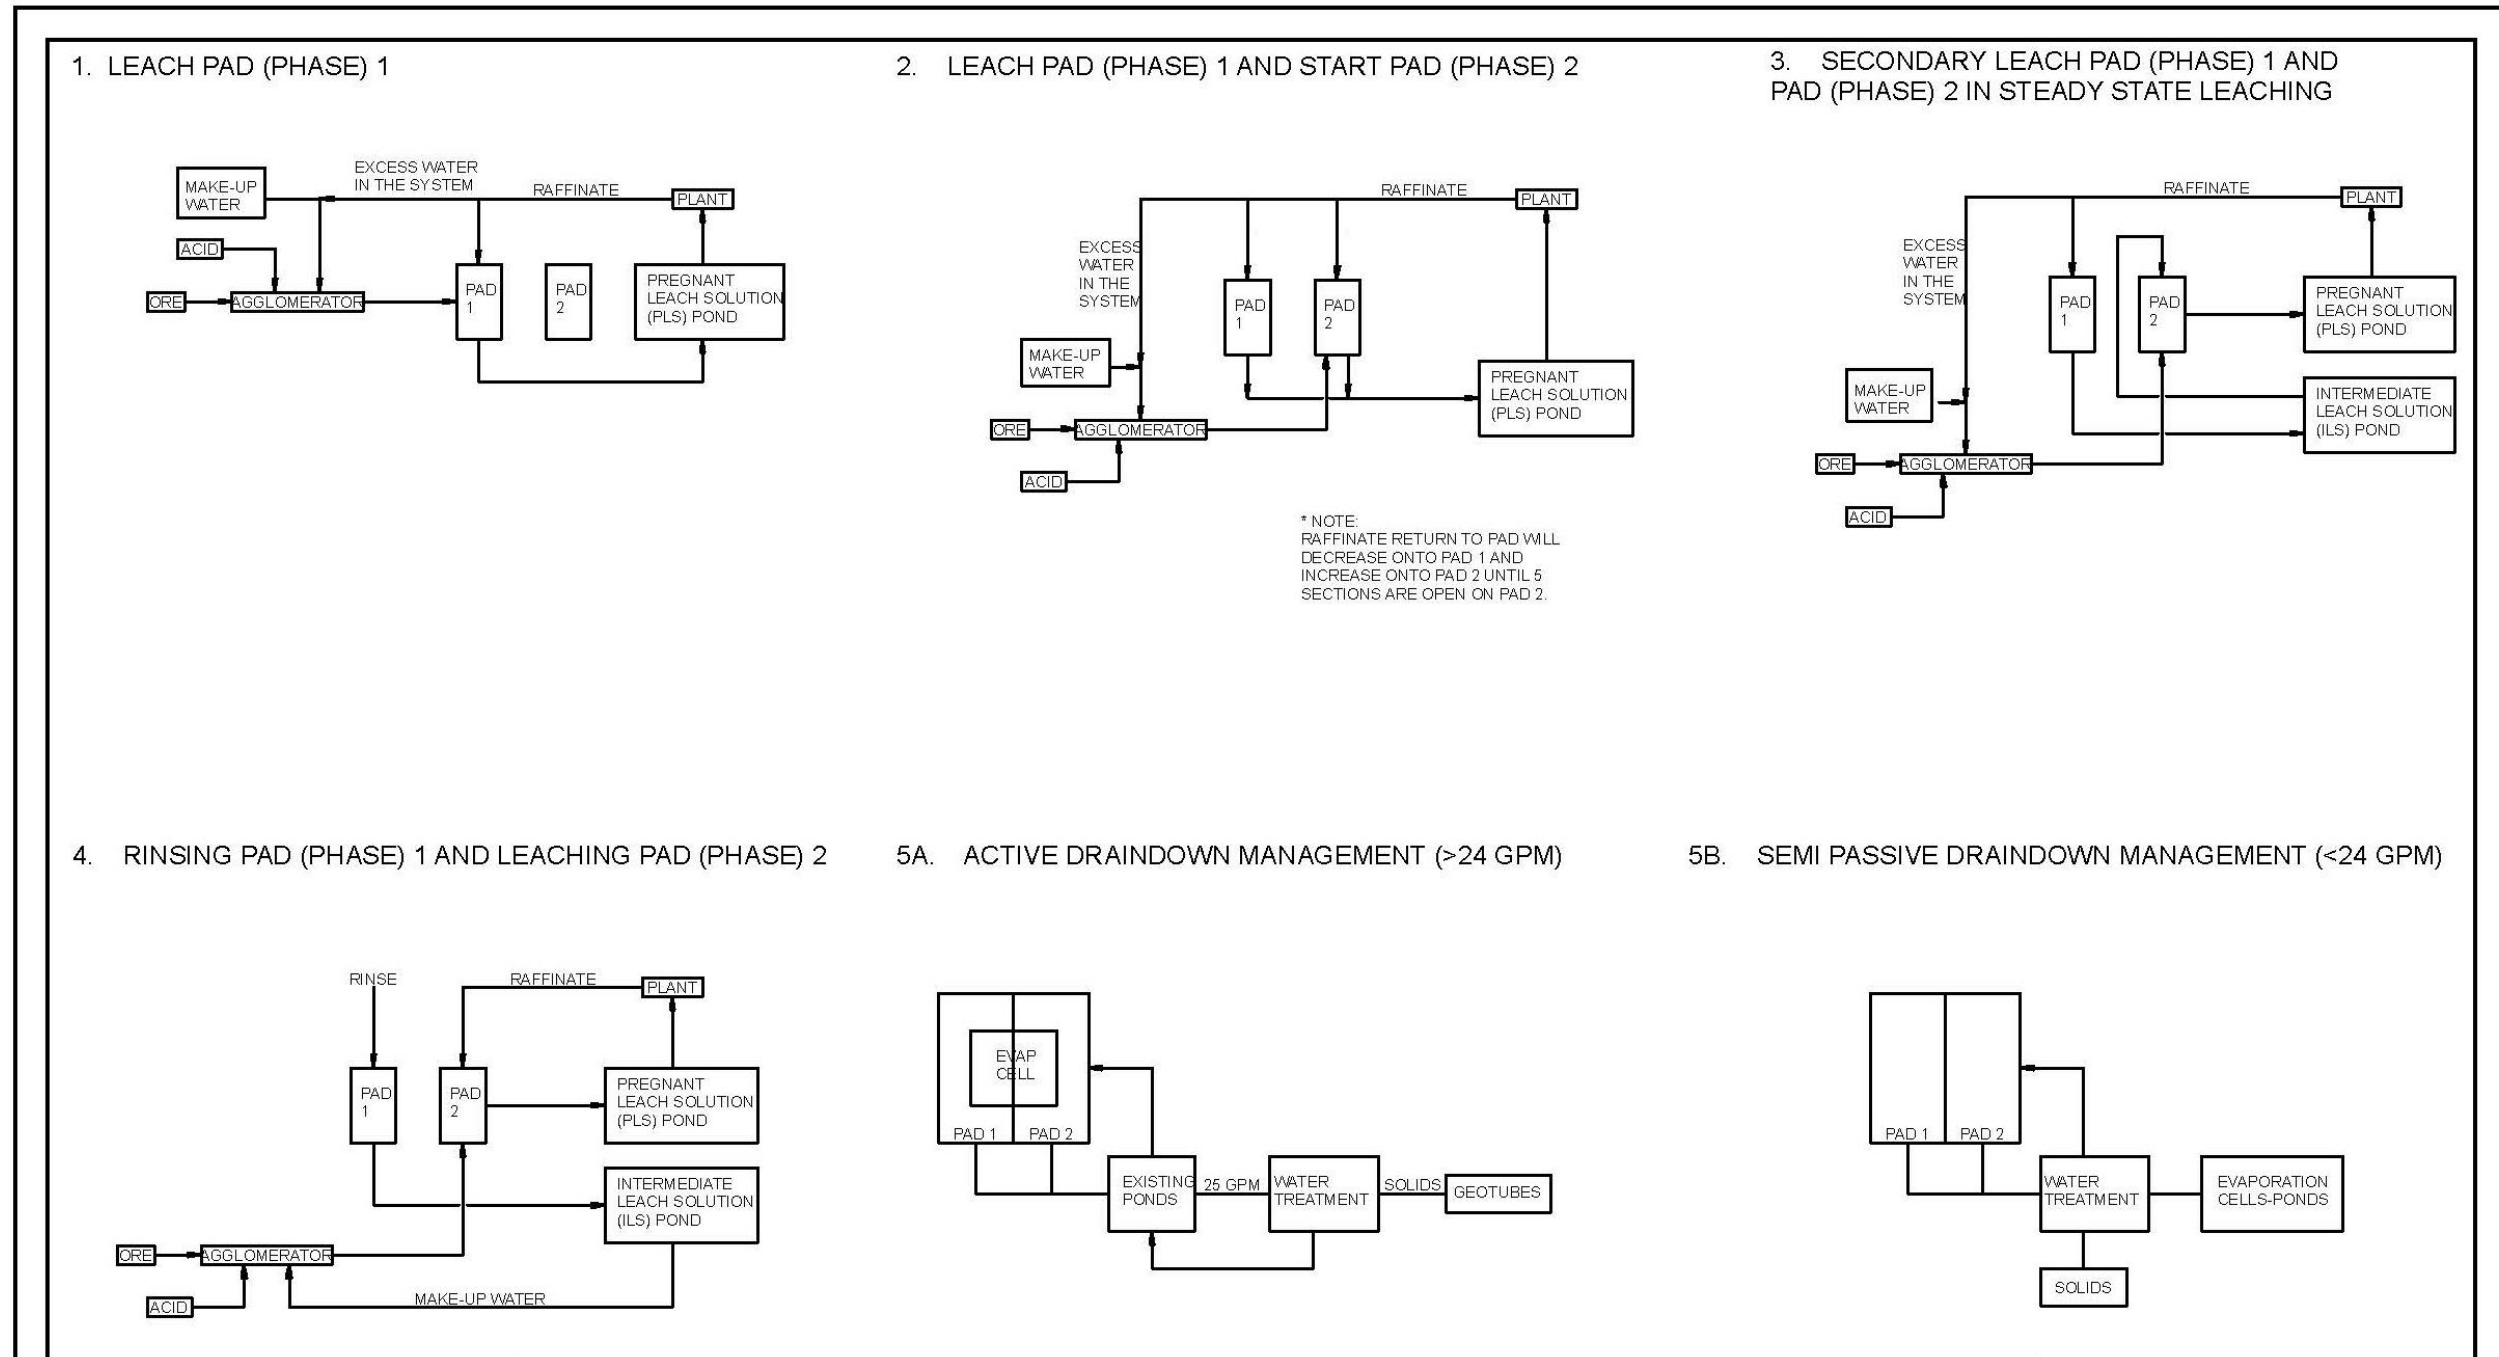 1. LEACH PAD (PHASE) 1
MAKE-UP
WATER
EXCESS WATER
IN THE SYSTEM
RAFFINATE
PLANT
ACID
ORE
AGGLOMERATOR
PAD
1
PAD
2
PREGNANT
LEACH SOLUTION
(PLS) POND
2. LEACH PAD (PHASE) 1 AND START PAD (PHASE) 2
RAFFINATE
PLANT
EXCESS
WATER
IN THE
SYSTEM
PAD
1
PAD
2
MAKE-UP
WATER
PREGNANT
LEACH SOLUTION
(PLS) POND
ORE
AGGLOMERATOR
ACID
* NOTE:
RAFFINATE RETURN TO PAD WILL
DECREASE ONTO PAD 1 AND
INCREASE ONTO PAD 2 UNTIL 5
SECTIONS ARE OPEN ON PAD 2.
3. SECONDARY LEACH PAD (PHASE) 1 AND
PAD (PHASE) 2 IN STEADY STATE LEACHING
RAFFINATE
PLANT
EXCESS
WATER
IN THE
SYSTEM
PAD
1
PAD
2
PREGNANT
LEACH SOLUTION
(PLS) POND
MAKE-UP
WATER
INTERMEDIATE
LEACH SOLUTION
(ILS) POND
ORE
AGGLOMERATOR
ACID
4. RINSING PAD (PHASE) 1 AND LEACHING PAD (PHASE) 2
RINSE
RAFFINATE
PLANT
PAD
1
PAD
2
PREGNANT
LEACH SOLUTION
(PLS) POND
INTERMEDIATE
LEACH SOLUTION
(ILS) POND
ORE
AGGLOMERATOR
ACID
MAKE-UP WATER
5A. ACTIVE DRAINDOWN MANAGEMENT (>24 GPM)
EVAP
CELL
PAD 1
PAD 2
EXISTING
PONDS
25 GPM
WATER
TREATMENT
SOLIDS
GEOTUBES
5B. SEMI PASSIVE DRAINDOWN MANAGEMENT (<24 GPM)
PAD 1
PAD 2
WATER
TREATMENT
EVAPORATION
CELLS-PONDS
SOLIDS